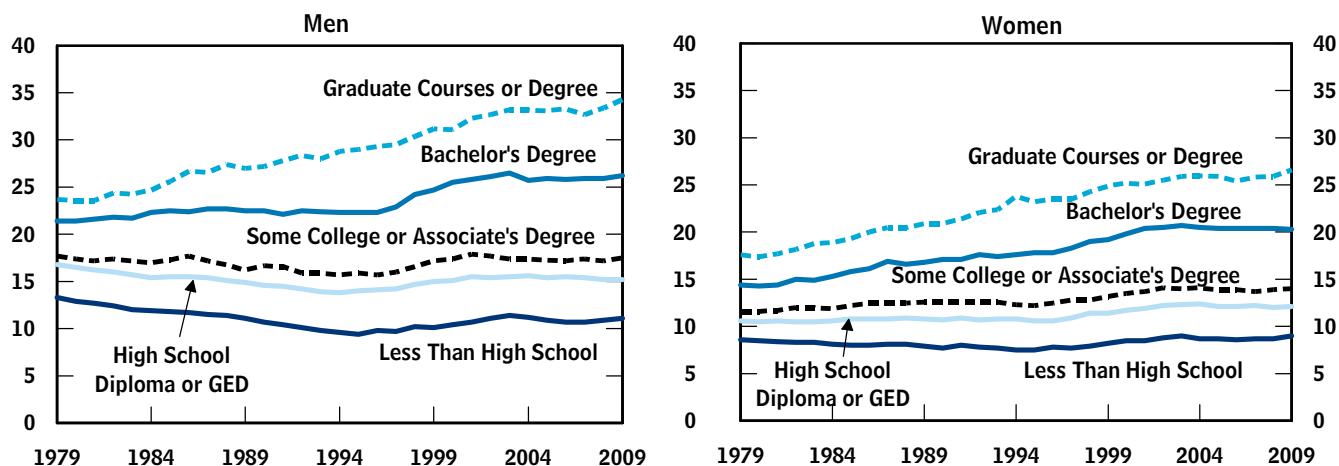 Men
40
35
30
25
20
15
10
5
0
Graduate Courses or Degree
Bachelor's Degree
Some College or Associate's Degree
High School
Diploma or GED
Less Than High School
1979 1984 1989 1994 1999 2004 2009
Women
40
35
30
25
20
15
10
5
0
Graduate Courses or Degree
Bachelor's Degree
Some College or Associate's Degree
High School
Diploma or GED
Less Than High School
40
35
30
25
20
15
10
5
0
1979 1984 1989 1994 1999 2004 2009